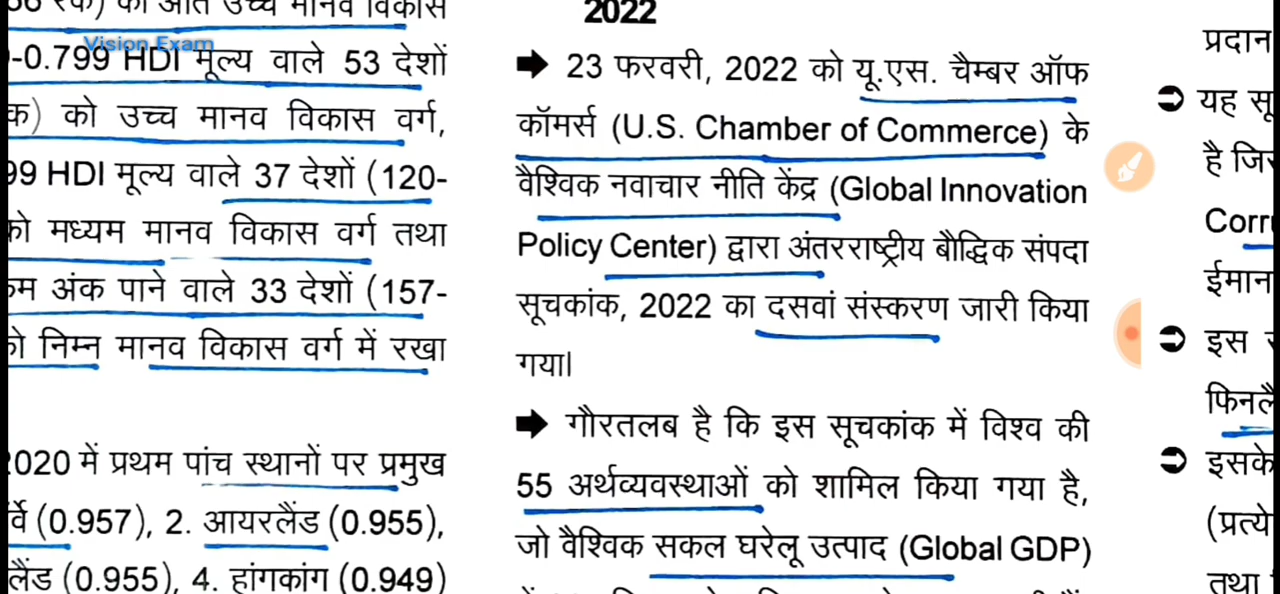 को अति उच्च मानव विकास
Vision Exam
-0.799 HDI मूल्य वाले 53 देशों
को उच्च मानव विकास वर्ग,
99 HDI मूल्य वाले 37 देशों (120-
को मध्यम मानव विकास वर्ग तथा
अंक पाने वाले 33 देशों (157-
निम्न मानव विकास वर्ग में रखा
2020 में प्रथम पांच स्थानों पर प्रमुख
(0.957), 2. आयरलैंड (0.955),
(0.955), 4. हांगकांग (0.949)
2022
➡ 23 फरवरी, 2022 को यू.एस. चैम्बर ऑफ
कॉमर्स (U.S. Chamber of Commerce) के
वैश्विक नवाचार नीति केंद्र (Global Innovation
Policy Center) द्वारा अंतरराष्ट्रीय बौद्धिक संपदा
सूचकांक, 2022 का दसवां संस्करण जारी किया
गया।
➡ गौरतलब है कि इस सूचकांक में विश्व की
55 अर्थव्यवस्थाओं को शामिल किया गया है,
जो वैश्विक सकल घरेलू उत्पाद (Global GDP)
प्रदान
यह सू
है जिस
Corru
ईमान
इस
फिनलै
इसके
(प्रत्ये
तथा